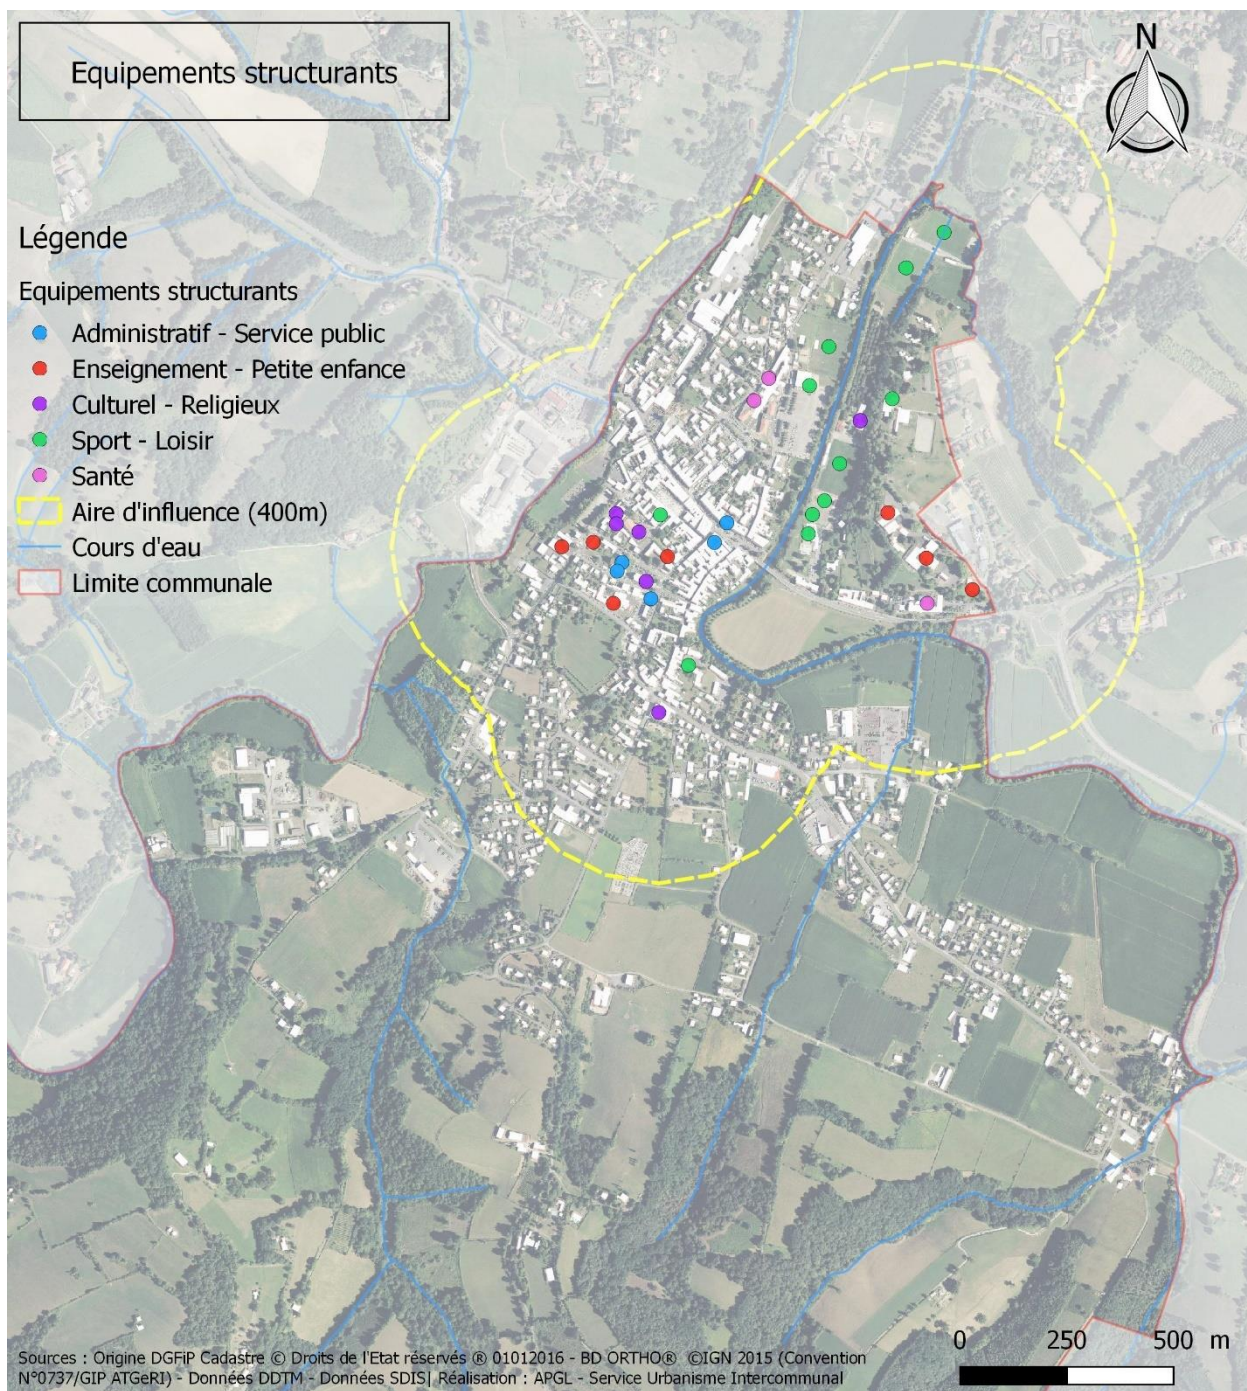 Equipements structurants
N
Légende
Equipements structurants
Administratif - Service public
Enseignement - Petite enfance
Culturel - Religieux
Sport - Loisir
Santé
Aire d'influence (400m)
Cours d'eau
Limite communale
0 250 500 m
Sources : Origine DGFiP Cadastre © Droits de l'Etat réservés ® 01012016 - BD ORTHO® ©IGN 2015 (Convention
N°0737/GIP ATGeRI) - Données DDTM - Données SDIS| Réalisation : APGL - Service Urbanisme Intercommunal